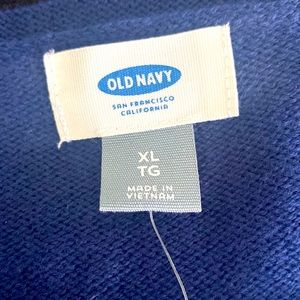 OLD NAVY
SAN FRANCISCO
CALIFORNIA
XL
TG
MADE IN
VIETNAM